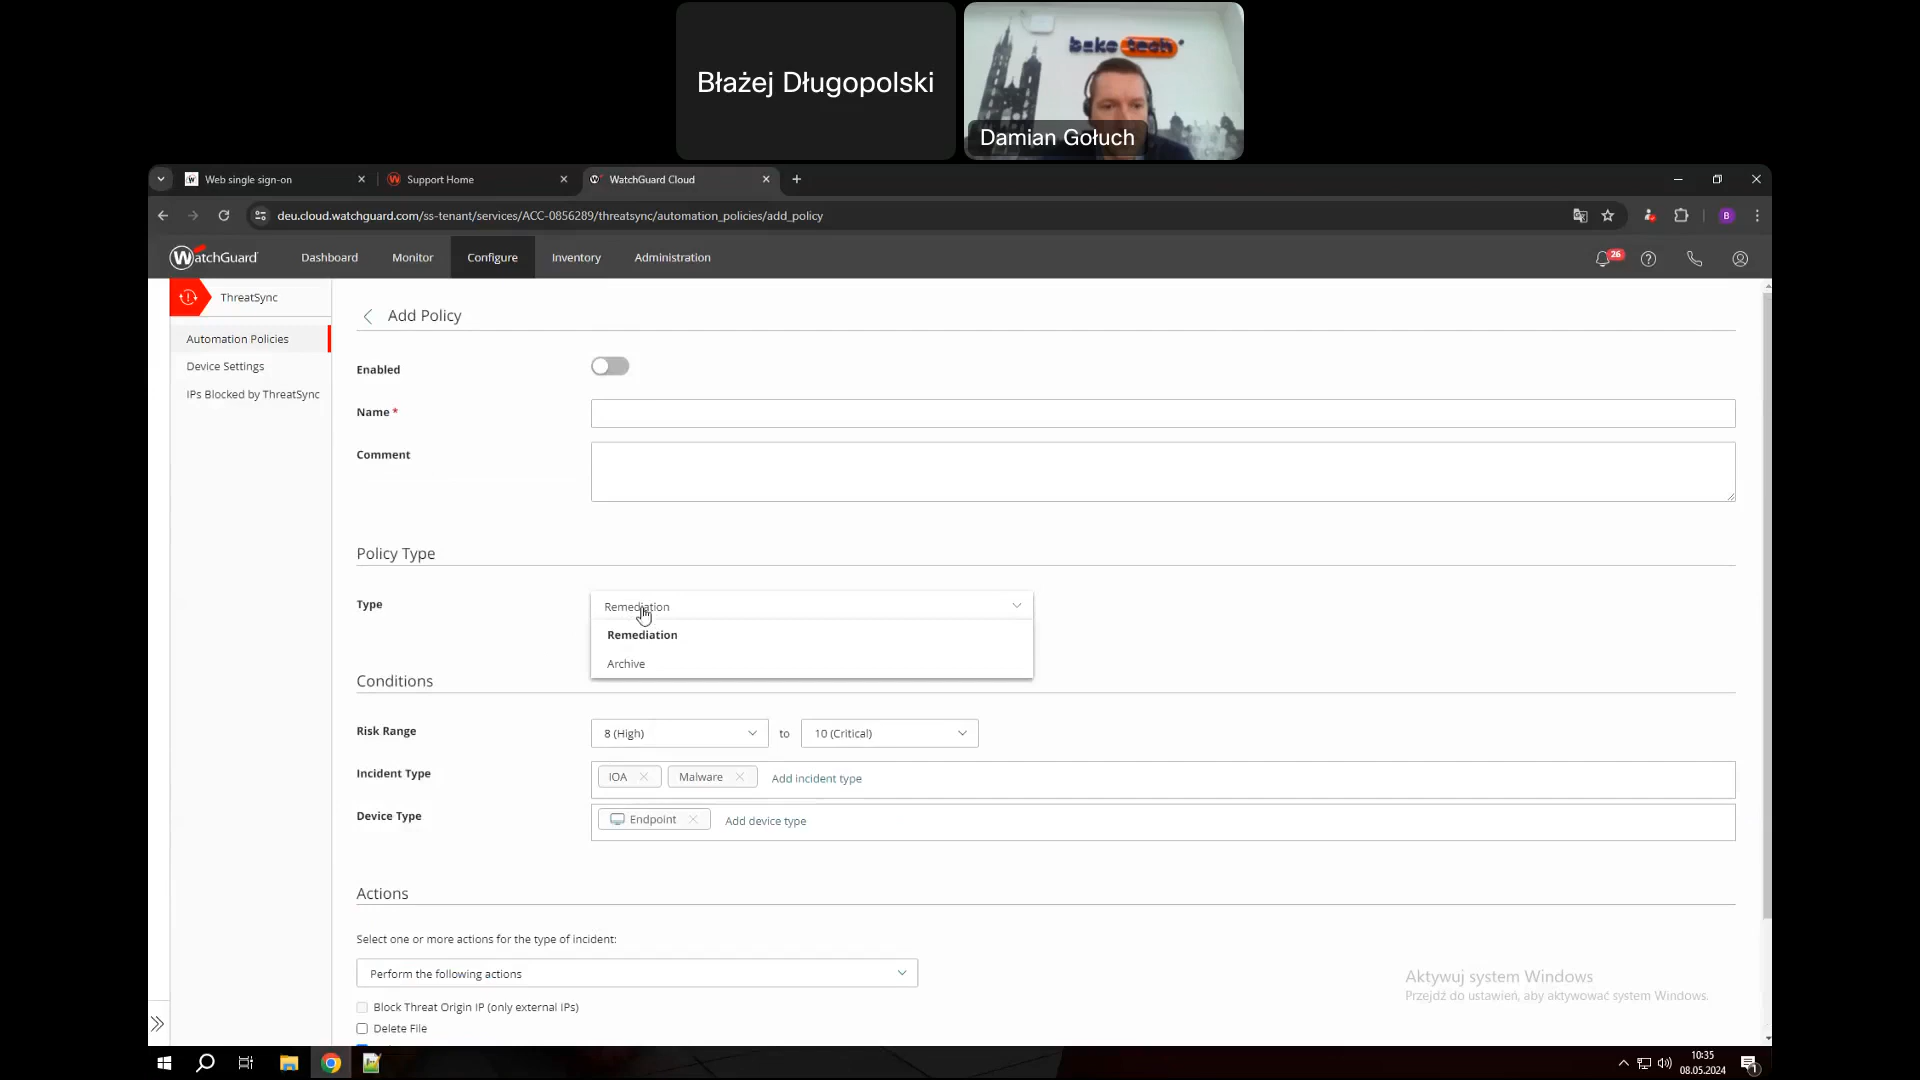 Błażej Długopolski
bake tech
Damian Gołuch
Web single sign-on
Support Home
WatchGuard Cloud
deu.cloud.watchguard.com/ss-tenant/services/ACC-0856289/threatsync/automation_policies/add_policy
B
WatchGuard
Dashboard
Monitor
Configure
Inventory
Administration
26
ThreatSync
Automation Policies
Device Settings
IPs Blocked by ThreatSync
Add Policy
Enabled
Name *
Comment
Policy Type
Type
Remediation
Remediation
Archive
Conditions
Risk Range
8 (High)
to
10 (Critical)
Incident Type
IOA
Malware
Add incident type
Device Type
Endpoint
Add device type
Actions
Select one or more actions for the type of incident:
Perform the following actions
Block Threat Origin IP (only external IPs)
Delete File
Aktywuj system Windows
Przejdź do ustawień, aby aktywować system Windows.
10:35
08.05.2024
1